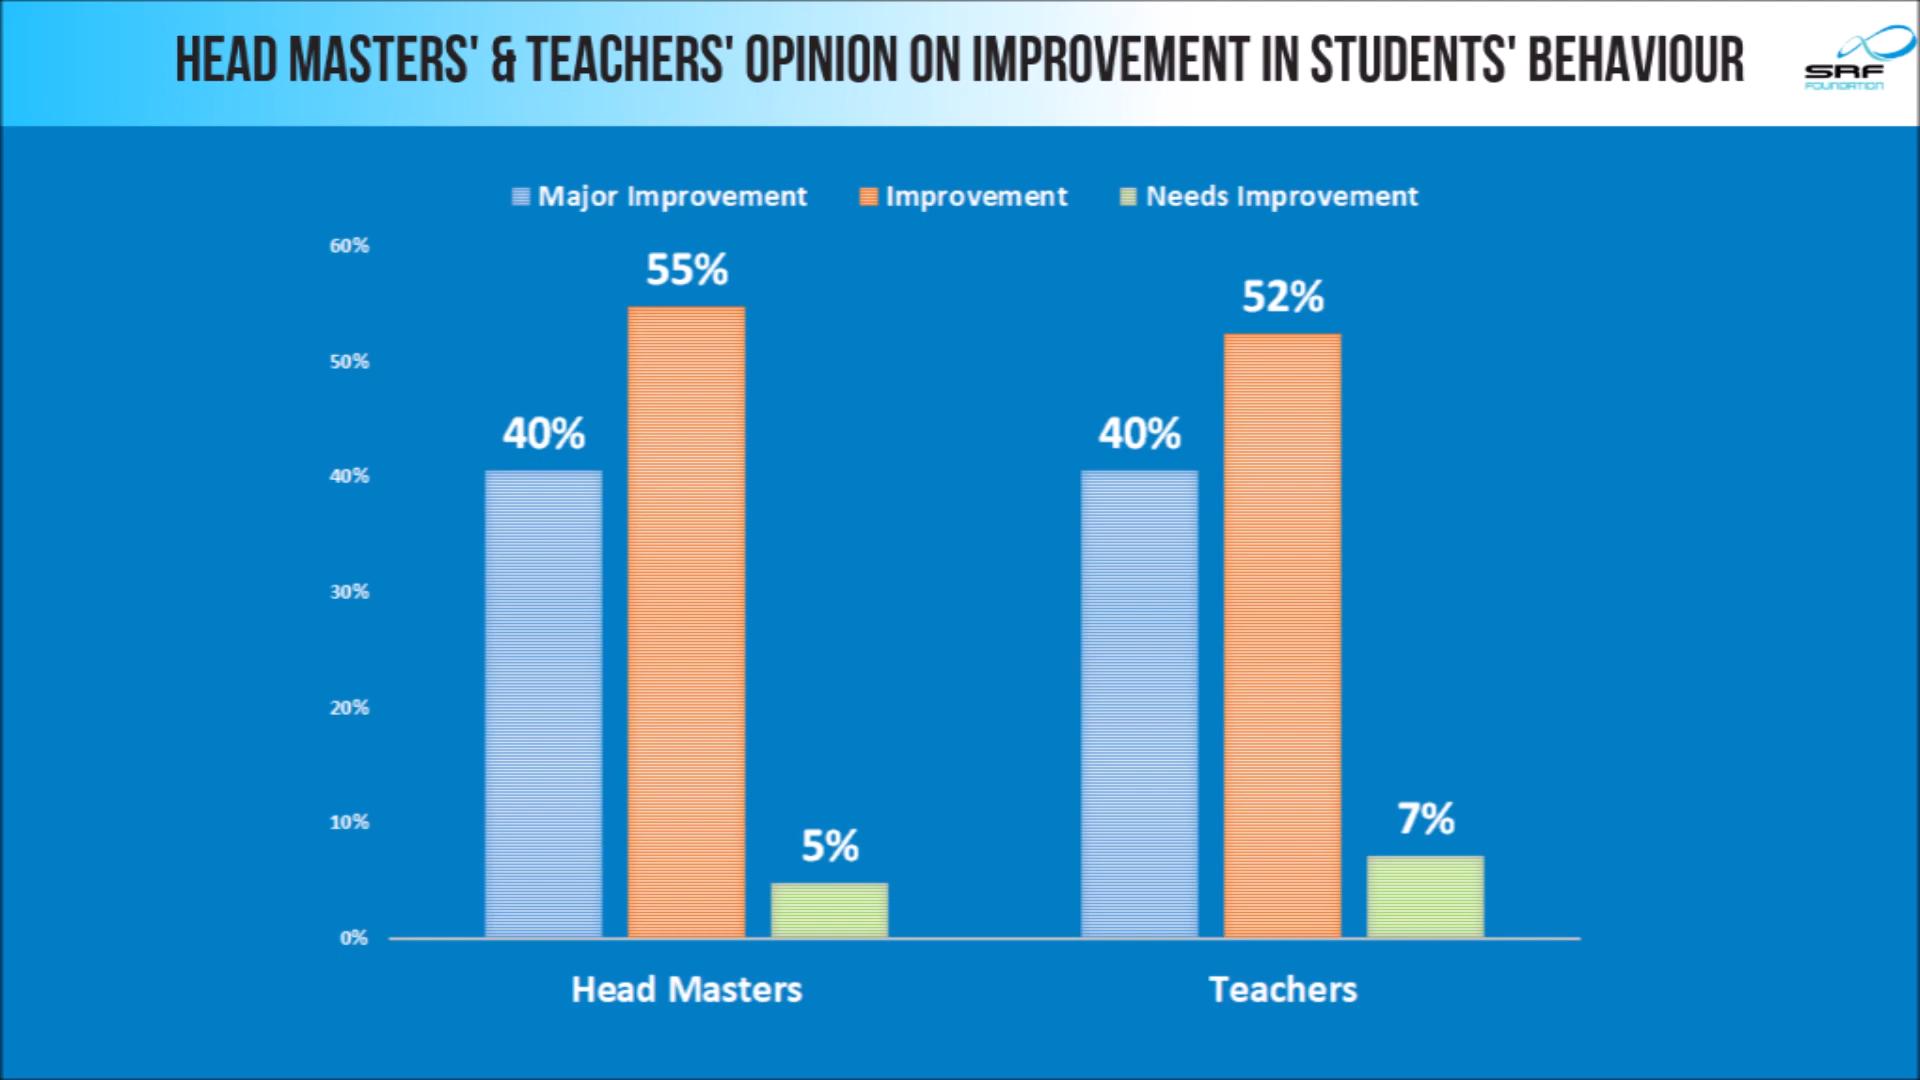 HEAD MASTERS' & TEACHERS' OPINION ON IMPROVEMENT IN STUDENTS' BEHAVIOUR
SRF
FOUNDATION
Major Improvement Improvement Needs Improvement
60%
50%
40%
30%
20%
10%
0%
40%
55%
5%
40%
52%
7%
Head Masters
Teachers